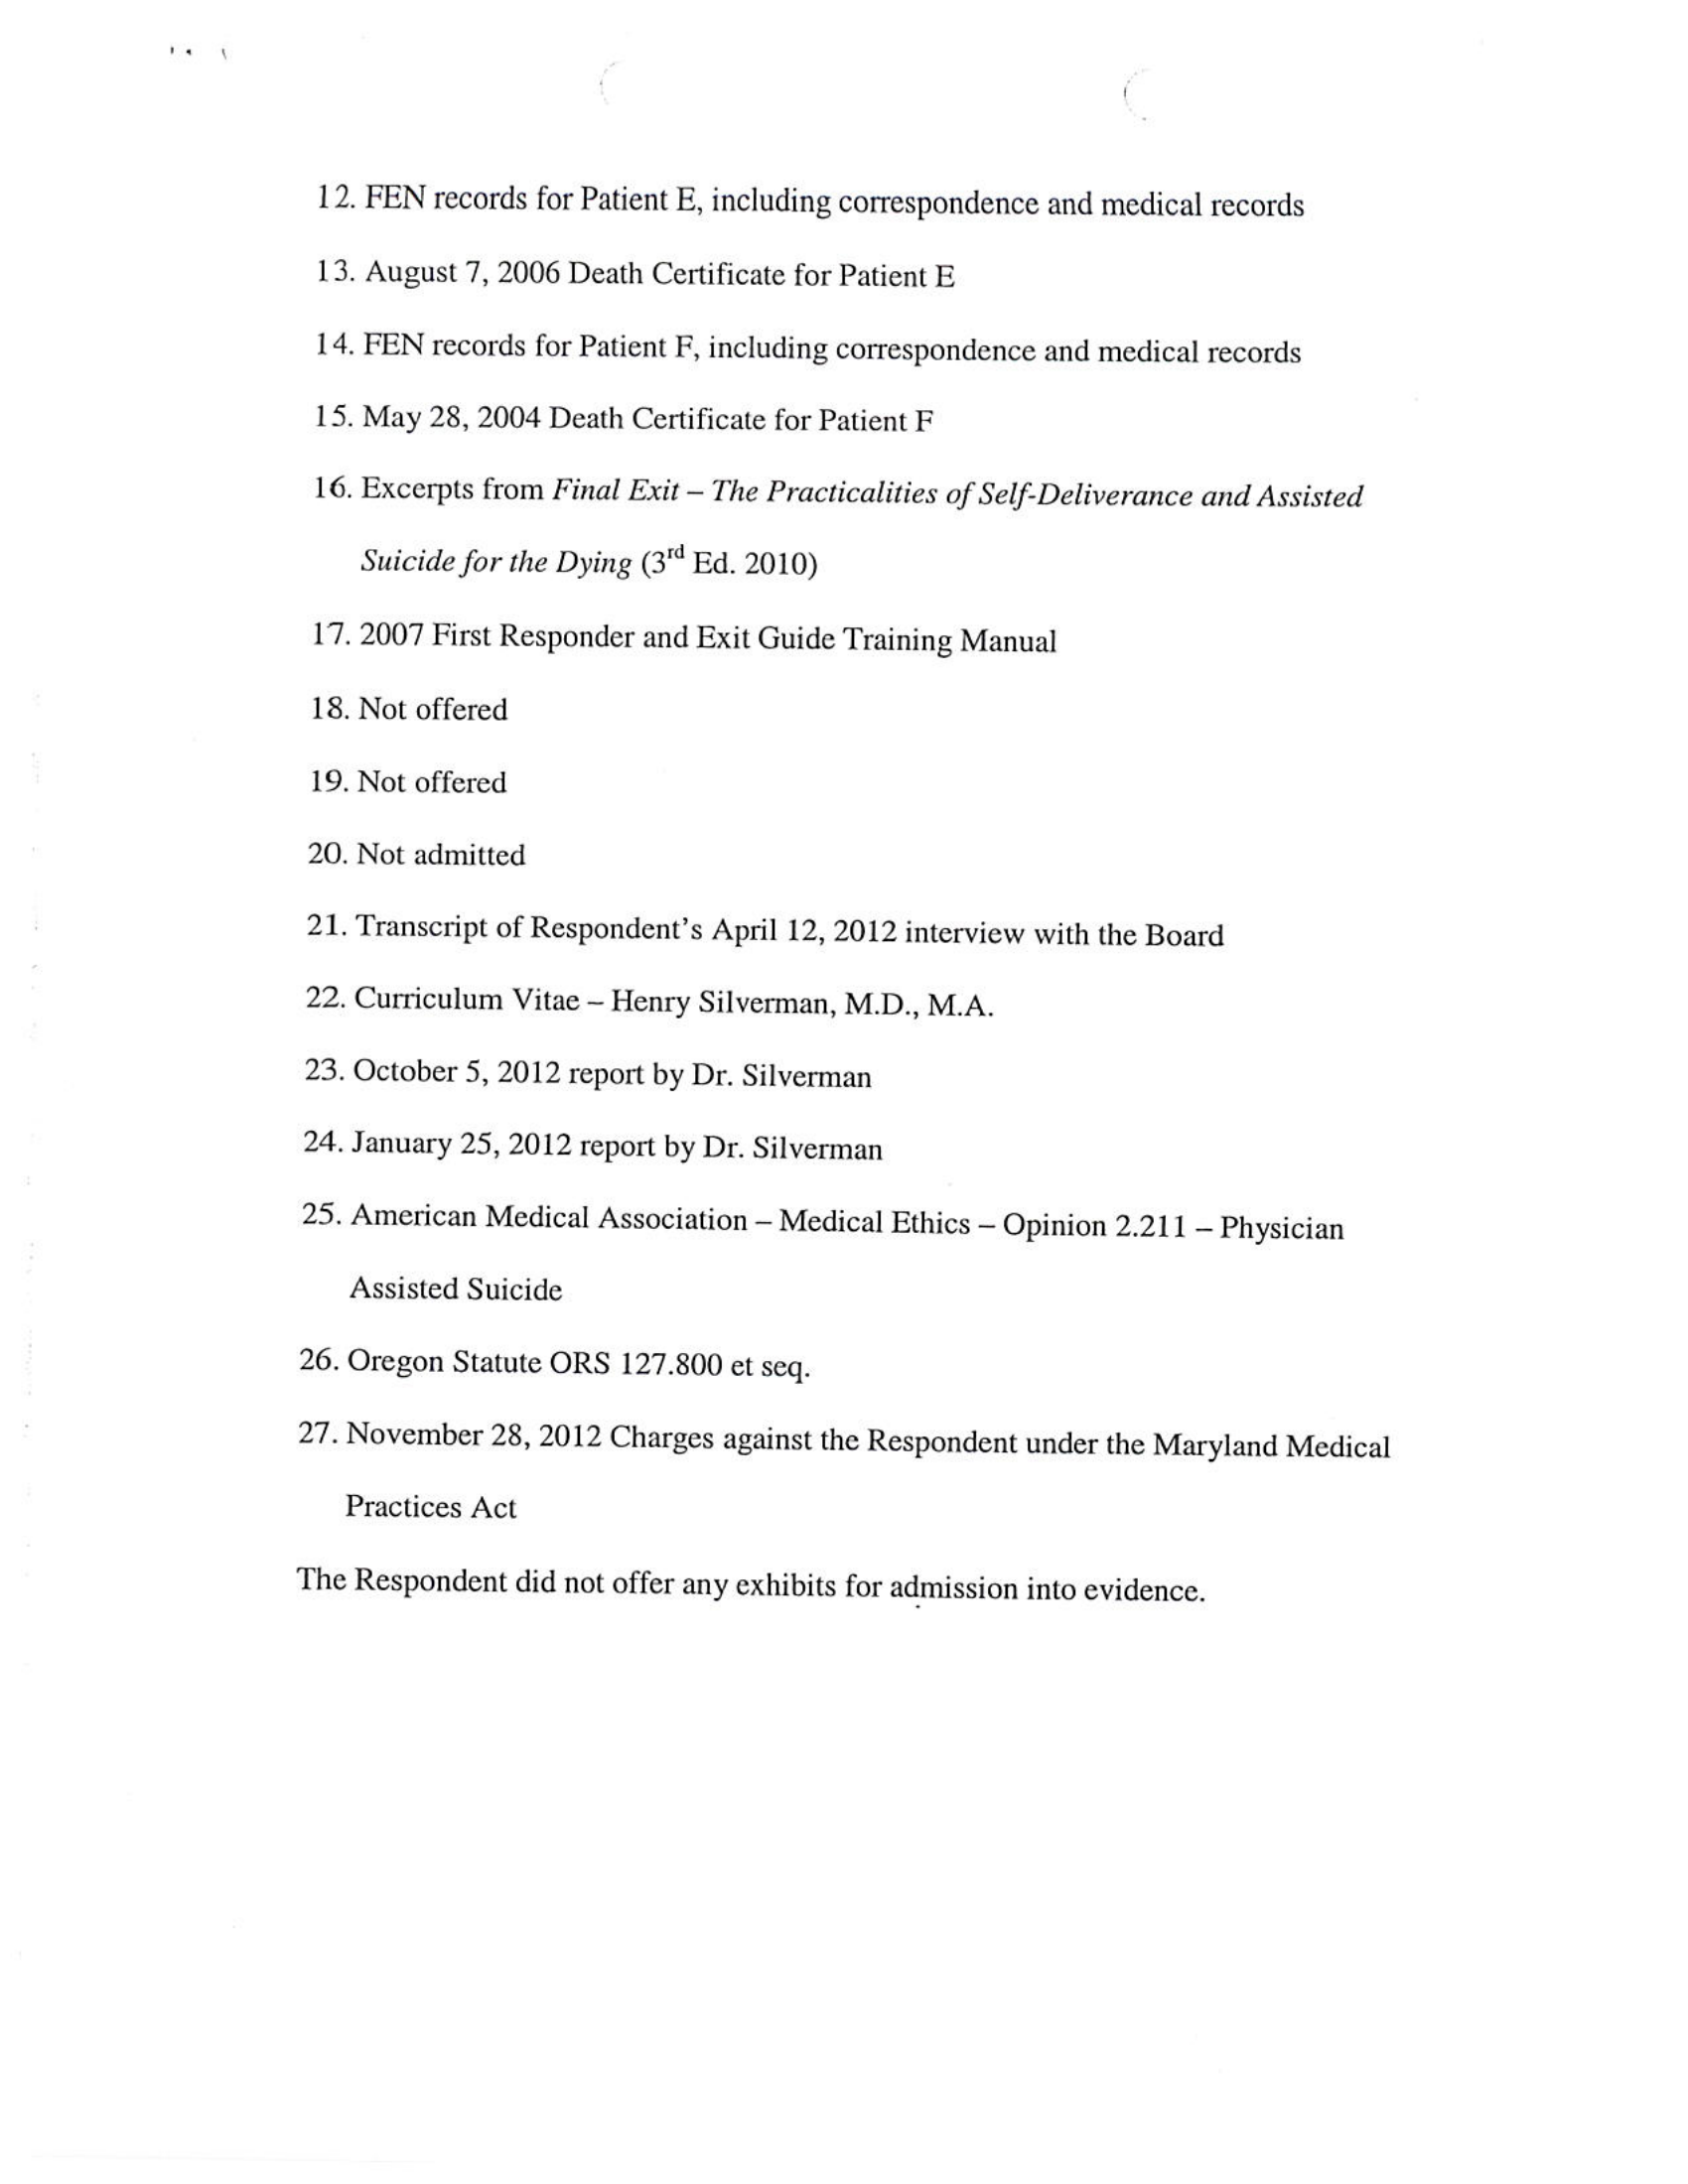 12. FEN records for Patient E, including correspondence and medical records
13. August 7, 2006 Death Certificate for Patient E
14. FEN records for Patient F, including correspondence and medical records
15. May 28, 2004 Death Certificate for Patient F
16. Excerpts from Final Exit – The Practicalities of Self-Deliverance and Assisted
Suicide for the Dying (3rd Ed. 2010)
17. 2007 First Responder and Exit Guide Training Manual
18. Not offered
19. Not offered
20. Not admitted
21. Transcript of Respondent's April 12, 2012 interview with the Board
22. Curriculum Vitae – Henry Silverman, M.D., M.A.
23. October 5, 2012 report by Dr. Silverman
24. January 25, 2012 report by Dr. Silverman
25. American Medical Association – Medical Ethics – Opinion 2.211 – Physician
Assisted Suicide
26. Oregon Statute ORS 127.800 et seq.
27. November 28, 2012 Charges against the Respondent under the Maryland Medical
Practices Act
The Respondent did not offer any exhibits for admission into evidence.